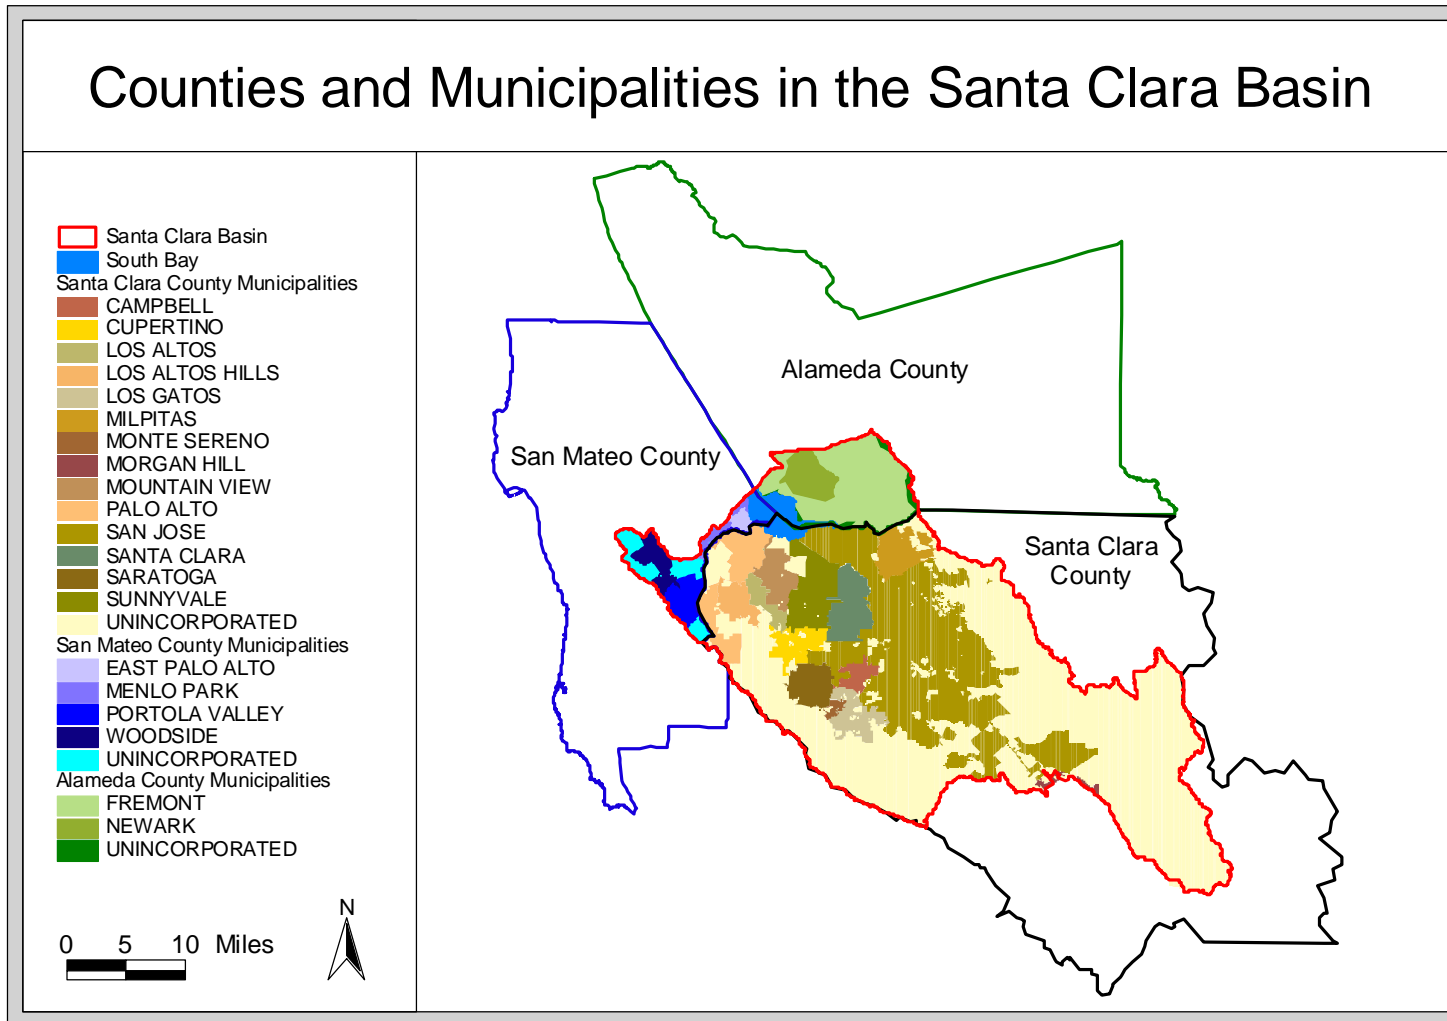 Counties and Municipalities in the Santa Clara Basin
Santa Clara Basin
South Bay
Santa Clara County Municipalities
CAMPBELL
CUPERTINO
LOS ALTOS
LOS ALTOS HILLS
LOS GATOS
MILPITAS
MONTE SERENO
MORGAN HILL
MOUNTAIN VIEW
PALO ALTO
SAN JOSE
SANTA CLARA
SARATOGA
SUNNYVALE
UNINCORPORATED
San Mateo County Municipalities
EAST PALO ALTO
MENLO PARK
PORTOLA VALLEY
WOODSIDE
UNINCORPORATED
Alameda County Municipalities
FREMONT
NEWARK
UNINCORPORATED
0 5 10 Miles
N
Alameda County
San Mateo County
Santa Clara
County